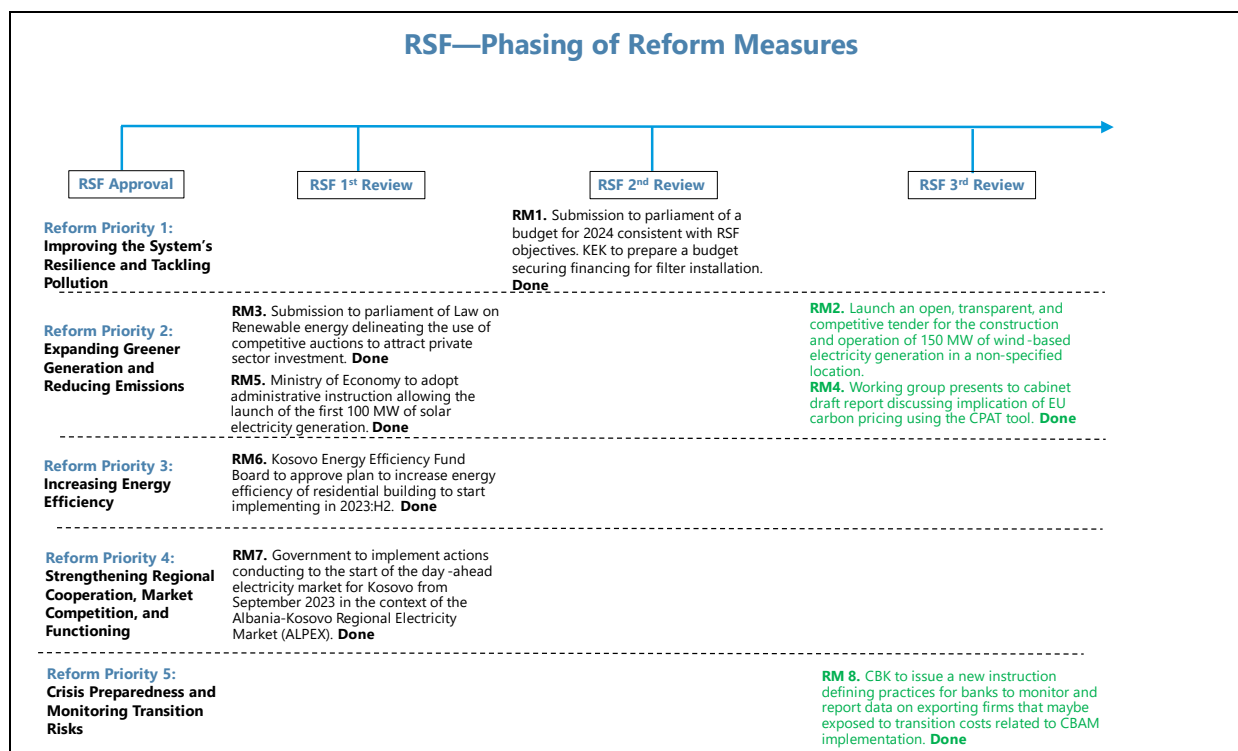 RSF—Phasing of Reform Measures
RSF Approval
RSF 1st Review
RSF 2nd Review
RSF 3rd Review
Reform Priority 1:
Improving the System's
Resilience and Tackling
Pollution
RM1. Submission to parliament of a
budget for 2024 consistent with RSF
objectives. KEK to prepare a budget
securing financing for filter installation.
Done
Reform Priority 2:
Expanding Greener
Generation and
Reducing Emissions
RM3. Submission to parliament of Law on
Renewable energy delineating the use of
competitive auctions to attract private
sector investment. Done
RM5. Ministry of Economy to adopt
administrative instruction allowing the
launch of the first 100 MW of solar
electricity generation. Done
RM2. Launch an open, transparent, and
competitive tender for the construction
and operation of 150 MW of wind-based
electricity generation in a non-specified
location.
RM4. Working group presents to cabinet
draft report discussing implication of EU
carbon pricing using the CPAT tool. Done
Reform Priority 3:
Increasing Energy
Efficiency
RM6. Kosovo Energy Efficiency Fund
Board to approve plan to increase energy
efficiency of residential building to start
implementing in 2023:H2. Done
Reform Priority 4:
Strengthening Regional
Cooperation, Market
Competition, and
Functioning
RM7. Government to implement actions
conducting to the start of the day-ahead
electricity market for Kosovo from
September 2023 in the context of the
Albania-Kosovo Regional Electricity
Market (ALPEX). Done
Reform Priority 5:
Crisis Preparedness and
Monitoring Transition
Risks
RM 8. CBK to issue a new instruction
defining practices for banks to monitor and
report data on exporting firms that maybe
exposed to transition costs related to CBAM
implementation. Done